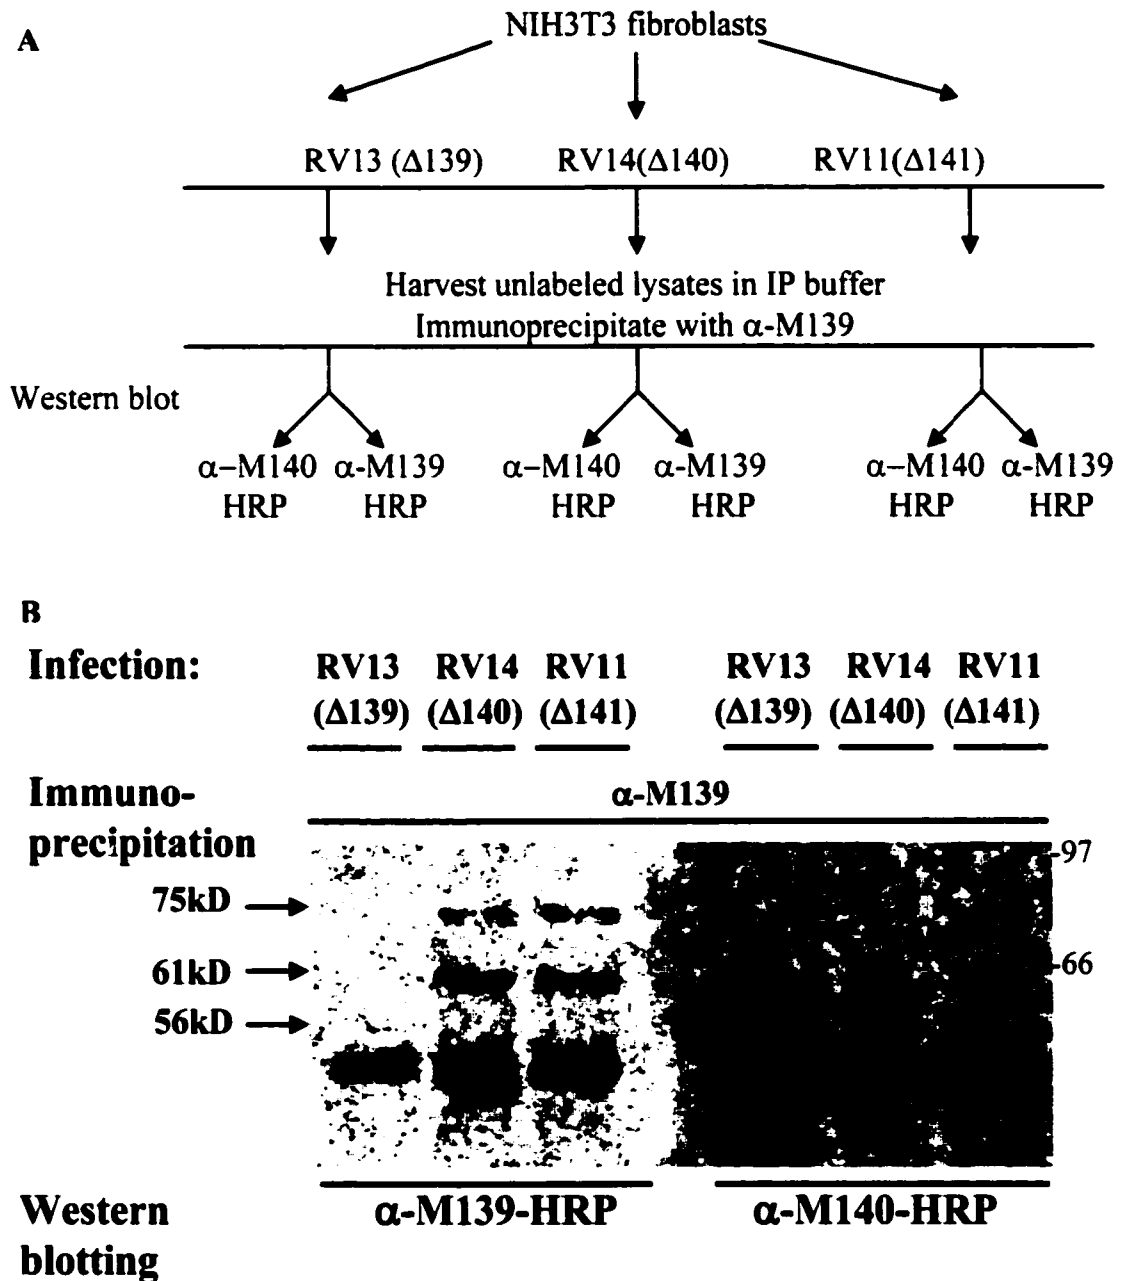 A
NIH3T3 fibroblasts
RV13 (Δ139) RV14(Δ140) RV11(Δ141)
Harvest unlabeled lysates in IP buffer
Immunoprecipitate with α-M139
Western blot
α–M140 α-M139 α–M140 α-M139 α–M140 α-M139
HRP HRP HRP HRP HRP HRP
B
Infection: RV13 RV14 RV11 RV13 RV14 RV11
(Δ139) (Δ140) (Δ141) (Δ139) (Δ140) (Δ141)
Immuno-
α-M139
precipitation
97
75kD
61kD
66
56kD
Western
α-M139-HRP α-M140-HRP
blotting